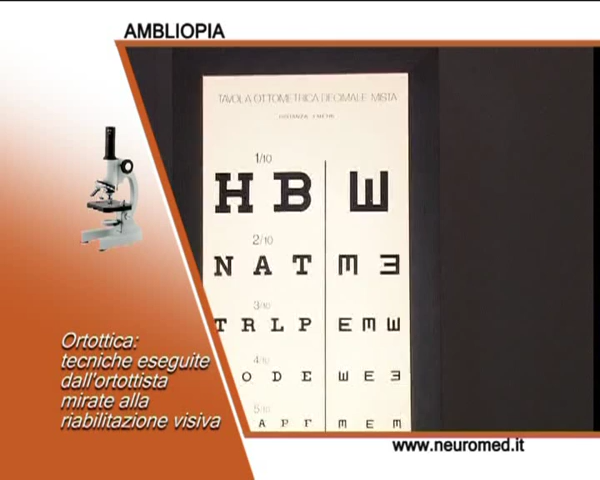 AMBLIOPIA
TAVOLA OTTOMETRICA DECIMALE MISTA
1/10
H B E
2/10
N A T E E
3/10
T R L P E E E
4/10
O D E E E E
5/10
A P E E E
Ortottica:
tecniche eseguite
dall'ortottista
mirate alla
riabilitazione visiva
www.neuromed.it